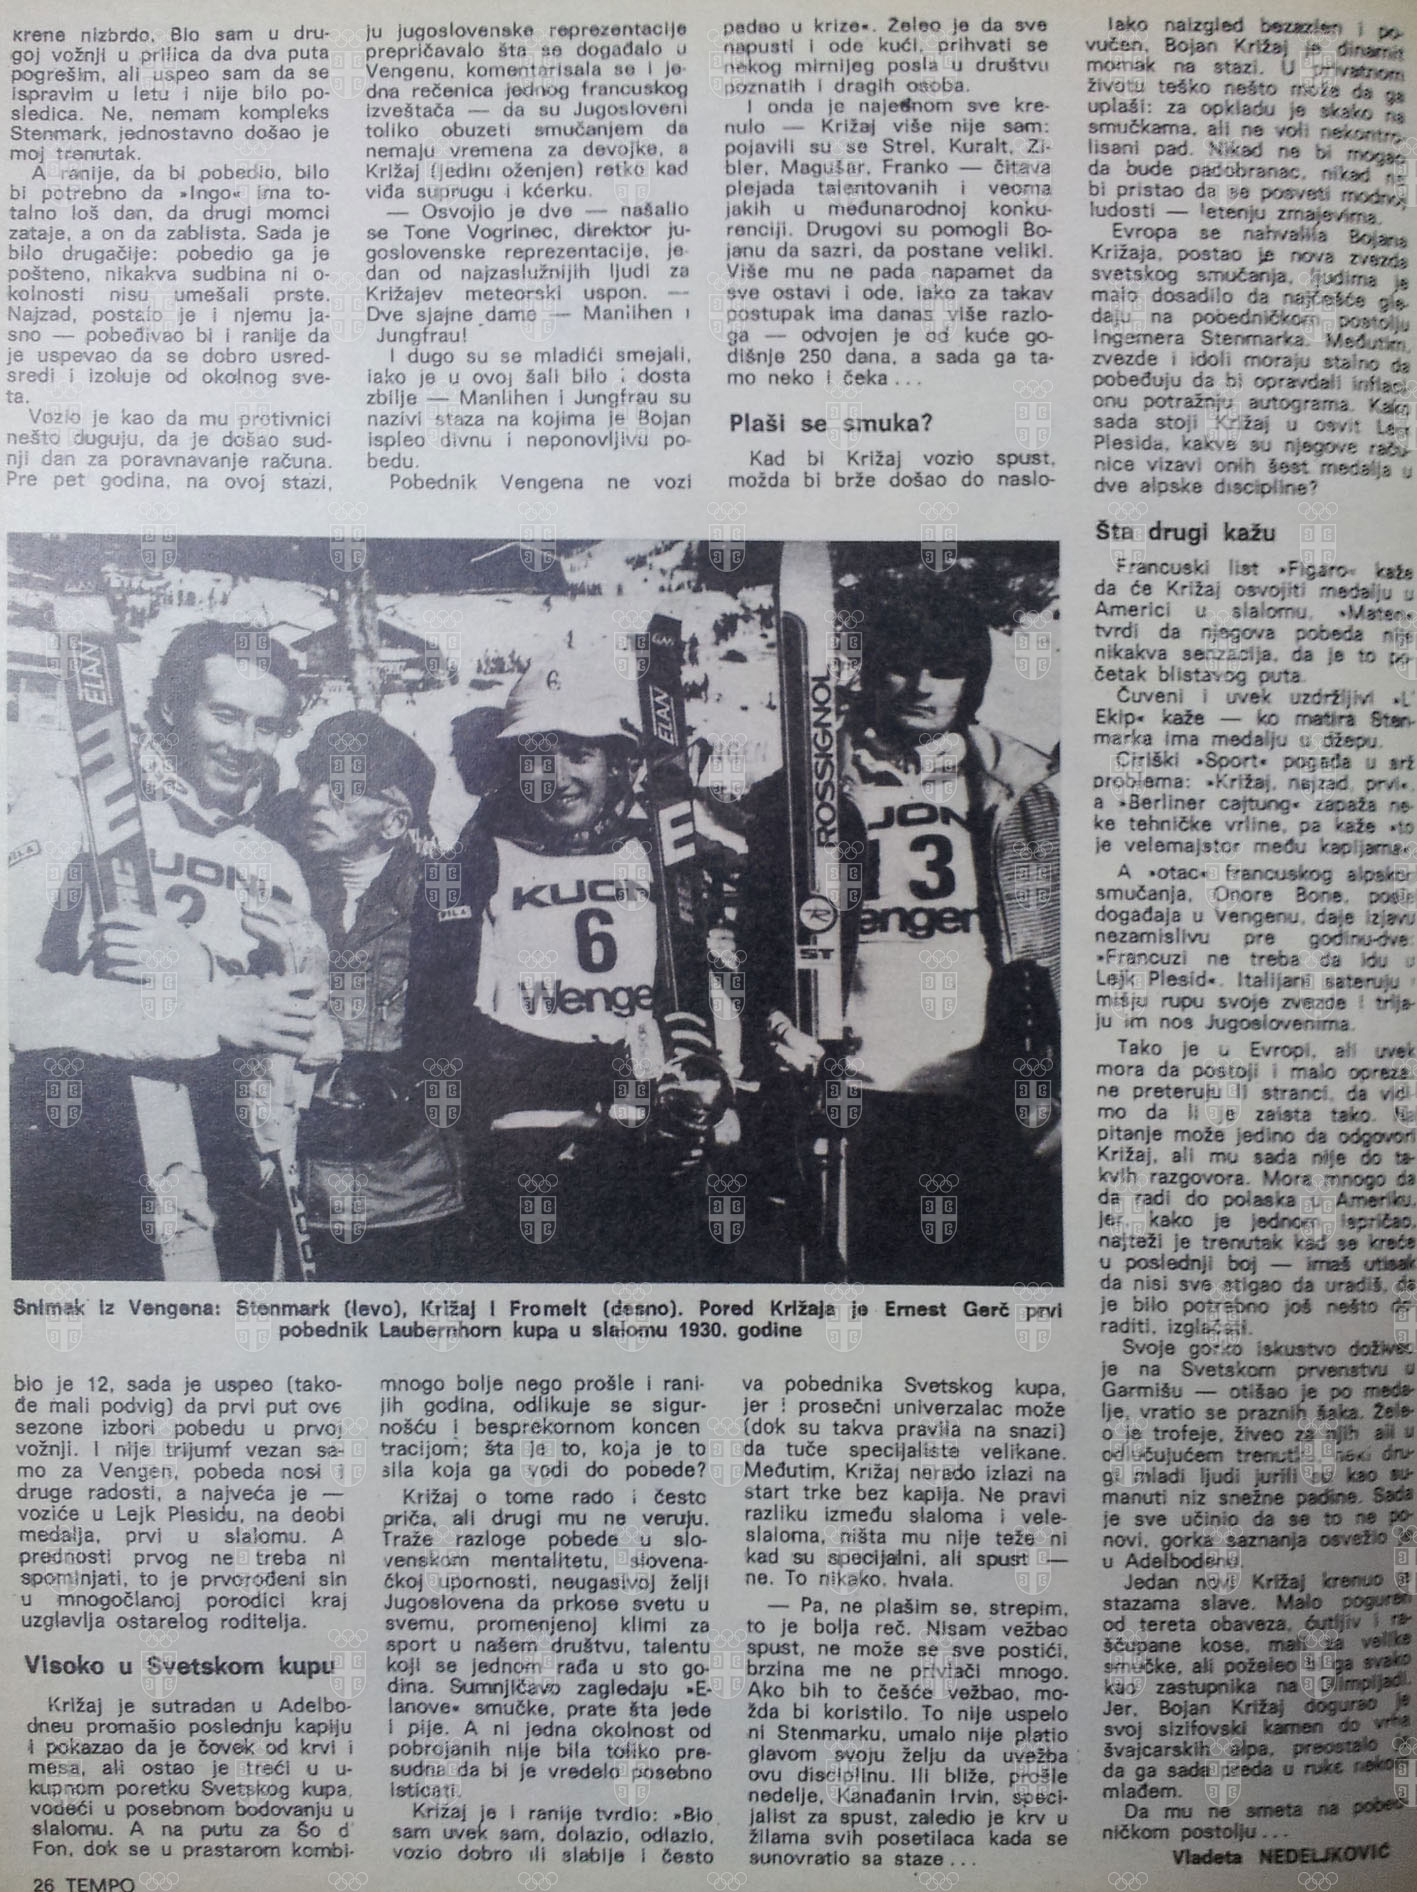 krene nizbrdo. Bio sam u dru-
goj vožnji u prilica da dva puta
pogrešim, ali uspeo sam da se
ispravim u letu i nije bilo po-
sledica. Ne, nemam kompleks
Stenmark, jednostavno došao je
moj trenutak.
A ranije, da bi pobedio, bilo
bi potrebno da »Ingo« ima to-
talno loš dan, da drugi momci
zataje, a on da zablista. Sada je
bilo drugačije: pobedio ga je
pošteno, nikakva sudbina ni o-
kolnosti nisu umešali prste.
Najzad, postalo je i njemu ja-
sno — pobeđivao bi i ranije da
je uspevao da se dobro usred-
sredi i izoluje od okolnog sve-
ta.
Vozio je kao da mu protivnici
nešto duguju, da je došao sud-
nji dan za poravnavanje računa.
Pre pet godina, na ovoj stazi,
ju jugoslovenske reprezentacije
prepričavalo šta se događalo u
Vengenu, komentarisala se i je-
dna rečenica jednog francuskog
izveštača — da su Jugosloveni
toliko obuzeti smučanjem da
nemaju vremena za devojke, a
Križaj (jedini oženjen) retko kad
viđa suprugu i kćerku.
— Osvojio je dve — našalio
se Tone Vogrinec, direktor ju-
goslovenske reprezentacije, je-
dan od najzaslužnijih ljudi za
Križajev meteorski uspon. —
Dve sjajne dame — Manlihen i
Jungfrau!
I dugo su se mladići smejali,
iako je u ovoj šali bilo i dosta
zbilje — Manlihen i Jungfrau su
nazivi staza na kojima je Bojan
ispleo divnu i neponovljivu po-
bedu.
Pobednik Vengena ne vozi
padao u krize«. Želeo je da sve
napusti i ode kući, prihvati se
nekog mirnijeg posla u društvu
poznatih i dragih osoba.
I onda je najednom sve kre-
nulo — Križaj više nije sam:
pojavili su se Strel, Kuralt, Zi-
bler, Magušar, Franko — čitava
plejada talentovanih i veoma
jakih u međunarodnoj konku-
renciji. Drugovi su pomogli Bo-
janu da sazri, da postane veliki.
Više mu ne pada napamet da
sve ostavi i ode, iako za takav
postupak ima danas više razlo-
ga — odvojen je od kuće go-
dišnje 250 dana, a sada ga ta-
mo neko i čeka...
Plaši se smuka?
Kad bi Križaj vozio spust,
možda bi brže došao do naslo-
Iako naizgled bezazlen i po-
vučen, Bojan Križaj je dinamit
momak na stazi. U privatnom
životu teško nešto može da ga
uplaši: za opkladu je skako na
smučkama, ali ne voli nekontro-
lisani pad. Nikad ne bi mogao
da bude padobranac, nikad ne
bi pristao da se posveti modnoj
ludosti — letenju zmajevima.
Evropa se nahvalila Bojana
Križaja, postao je nova zvezda
svetskog smučanja, ljudima je
malo dosadilo da najčešće gle-
daju na pobedničkom postolju
Ingemera Stenmarka. Međutim,
zvezde i idoli moraju stalno da
pobeđuju da bi opravdali inflaci-
onu potražnju autograma. Kako
sada stoji Križaj u osvit Lejk
Plesida, kakve su njegove raču-
nice vizavi onih šest medalja u
dve alpske discipline?
Šta drugi kažu
Francuski list »Figaro« kaže
da će Križaj osvojiti medalju u
Americi u slalomu. »Maten«
tvrdi da njegova pobeda nije
nikakva senzacija, da je to po-
četak blistavog puta.
Čuveni i uvek uzdržljivi »L'
Ekip« kaže — ko matira Sten-
marka ima medalju u džepu.
Ciriški »Sport« pogađa u srž
problema: »Križaj, najzad, prvi«,
a »Berliner cajtung« zapaža ne-
ke tehničke vrline, pa kaže »to
je velemajstor među kapijama«
A »otac« francuskog alpskog
smučanja, Onore Bone, posle
događaja u Vengenu, daje izjavu
nezamislivu pre godinu-dve:
»Francuzi ne treba da idu u
Lejk Plesid«. Italijani sateruju u
mišju rupu svoje zvezde i trlja-
ju im nos Jugoslovenima.
Tako je u Evropi, ali uvek
mora da postoji i malo opreza,
ne preteruju li stranci, da vidi-
mo da li je zaista tako. Na
pitanje može jedino da odgovori
Križaj, ali mu sada nije do ta-
kvih razgovora. Mora mnogo da
da radi do polaska u Ameriku,
jer, kako je jednom ispričao,
najteži je trenutak kad se kreće
u poslednji boj — imaš utisak
da nisi sve stigao da uradiš, da
je bilo potrebno još nešto do-
raditi, izglačati.
Svoje gorko iskustvo doživeo
je na Svetskom prvenstvu u
Garmišu — otišao je po meda-
lje, vratio se praznih šaka. Žele-
o je trofeje, živeo za njih ali u
odlučujućem trenutku neki dru-
gi mladi ljudi jurili su kao su-
manuti niz snežne padine. Sada
je sve učinio da se to ne po-
novi, gorka saznanja osvežio je
u Adelbodenu.
Jedan novi Križaj krenuo je
stazama slave. Malo poguren
od tereta obaveza, ćutljiv i ra-
ščupane kose, mali za velike
smučke, ali poželeo bi ga svako
kao zastupnika na Olimpijadi.
Jer, Bojan Križaj dogurao je
svoj sizifovski kamen do vrha
švajcarskih alpa, preostalo je
da ga sada preda u ruke nekom
mlađem.
Da mu ne smeta na pobed-
ničkom postolju...
Vladeta NEDELJKOVIĆ
ELAN
FILA
KUON
6
Wenge
FILA
ELAN
ROSSIGNOL
ST
UON
13
Wengen
Snimak iz Vengena: Stenmark (levo), Križaj i Fromelt (desno). Pored Križaja je Ernest Gerč prvi
pobednik Laubernhorn kupa u slalomu 1930. godine
bio je 12, sada je uspeo (tako-
đe mali podvig) da prvi put ove
sezone izbori pobedu u prvoj
vožnji. I nije trijumf vezan sa-
mo za Vengen, pobeda nosi i
druge radosti, a najveća je —
voziće u Lejk Plesidu, na deobi
medalja, prvi u slalomu. A
prednosti prvog ne treba ni
spominjati, to je prvorođeni sin
u mnogočlanoj porodici kraj
uzglavlja ostarelog roditelja.
Visoko u Svetskom kupu
Križaj je sutradan u Adelbo-
dneu promašio poslednju kapiju
i pokazao da je čovek od krvi i
mesa, ali ostao je treći u u-
kupnom poretku Svetskog kupa,
vodeći u posebnom bodovanju u
slalomu. A na putu za Šo d'
Fon, dok se u prastarom kombi-
mnogo bolje nego prošle i rani-
jih godina, odlikuje se sigur-
nošću i besprekornom koncen
tracijom; šta je to, koja je to
sila koja ga vodi do pobede?
Križaj o tome rado i često
priča, ali drugi mu ne veruju.
Traže razloge pobede u slo-
venskom mentalitetu, slovena-
čkoj upornosti, neugasivoj želji
Jugoslovena da prkose svetu u
svemu, promenjenoj klimi za
sport u našem društvu, talentu
koji se jednom rađa u sto go-
dina. Sumnjičavo zagledaju »E-
lanove« smučke, prate šta jede
i pije. A ni jedna okolnost od
pobrojanih nije bila toliko pre-
sudna da bi je vredelo posebno
isticati.
Križaj je i ranije tvrdio: »Bio
sam uvek sam, dolazio, odlazio,
vozio dobro ili slabije i često
va pobednika Svetskog kupa,
jer i prosečni univerzalac može
(dok su takva pravila na snazi)
da tuče specijaliste velikane.
Međutim, Križaj nerado izlazi na
start trke bez kapija. Ne pravi
razliku između slaloma i vele-
slaloma, ništa mu nije teže ni
kad su specijalni, ali spust —
ne. To nikako, hvala.
— Pa, ne plašim se, strepim,
to je bolja reč. Nisam vežbao
spust, ne može se sve postići,
brzina me ne privlači mnogo.
Ako bih to češće vežbao, mo-
žda bi koristilo. To nije uspelo
ni Stenmarku, umalo nije platio
glavom svoju želju da uvežba
ovu disciplinu. Ili bliže, prošle
nedelje, Kanađanin Irvin, speci-
jalist za spust, zaledio je krv u
žilama svih posetilaca kada se
sunovratio sa staze...
26 TEMPO